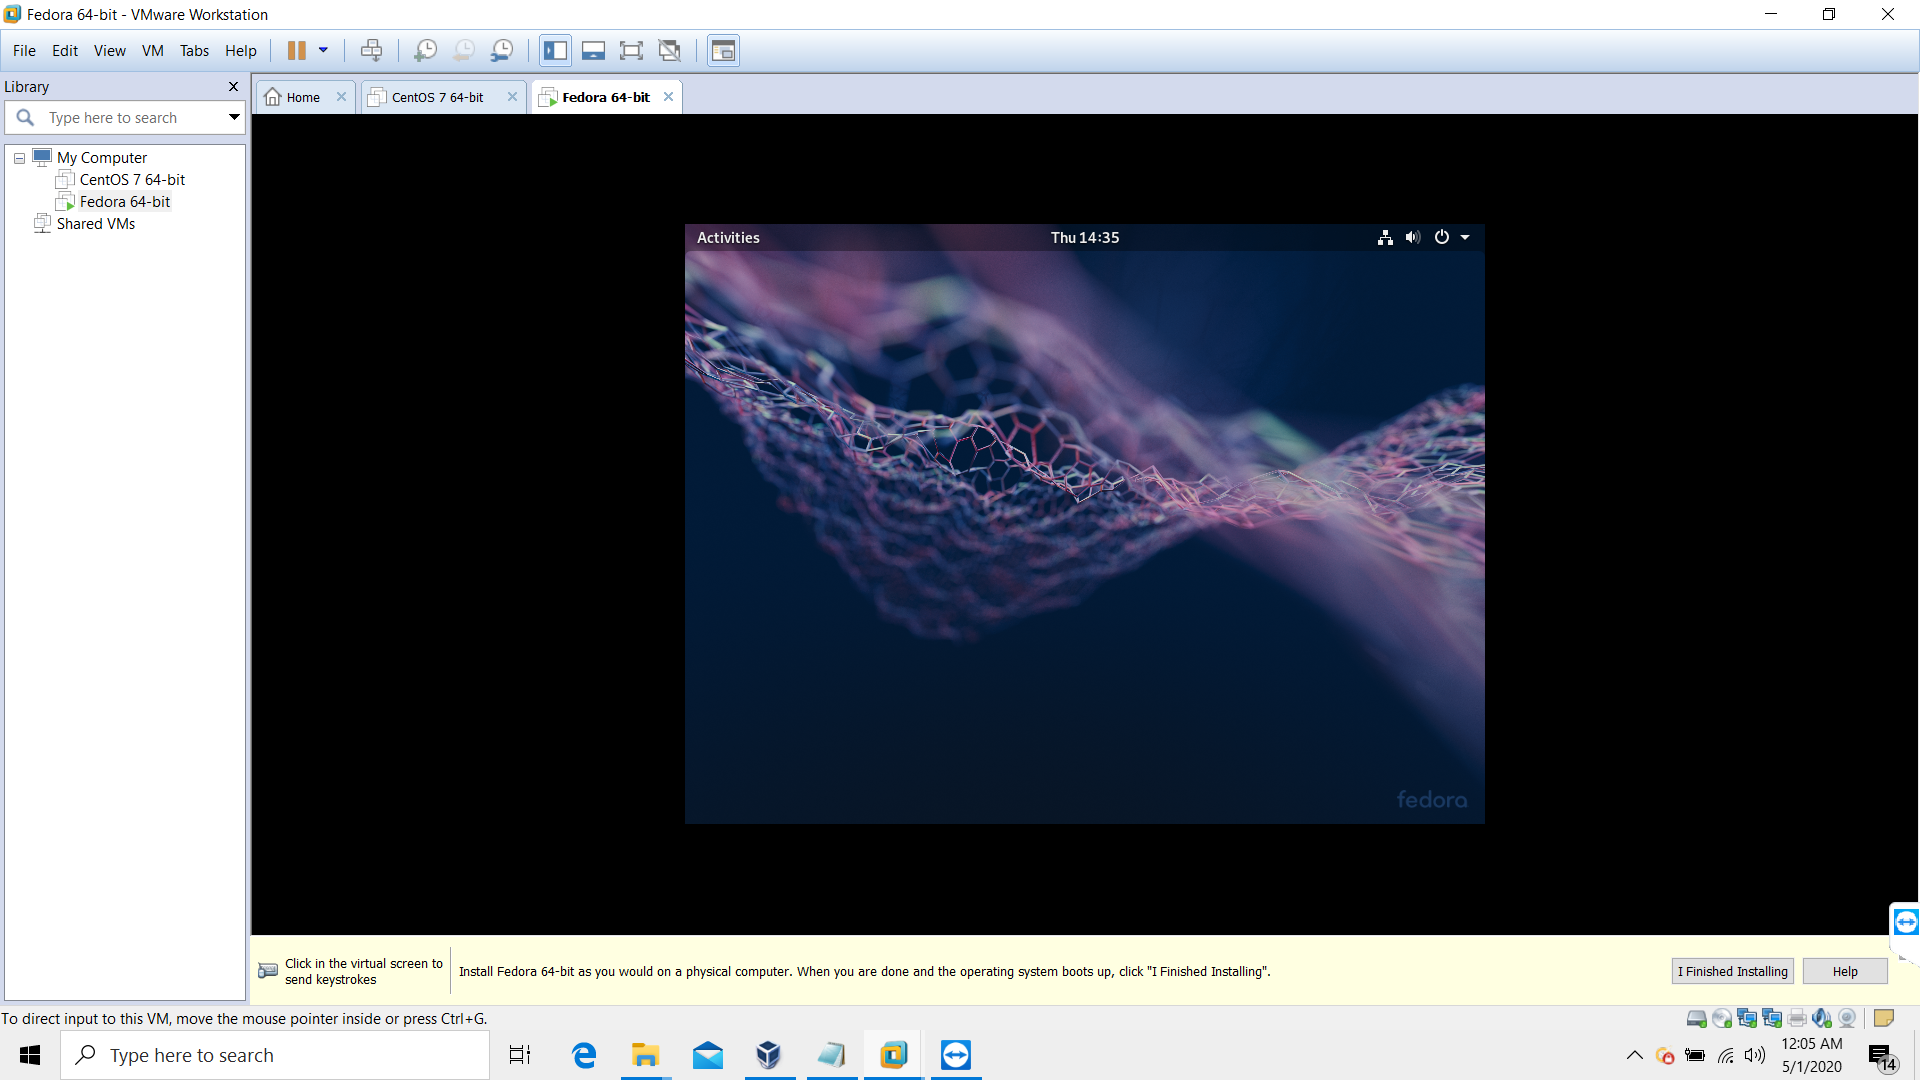 Fedora 64-bit - VMware Workstation
File Edit View VM Tabs Help
Library X
Type here to search
Home
CentOS 7 64-bit
Fedora 64-bit
My Computer
CentOS 7 64-bit
Fedora 64-bit
Shared VMs
Activities
Thu 14:35
fedora
Click in the virtual screen to
send keystrokes
Install Fedora 64-bit as you would on a physical computer. When you are done and the operating system boots up, click "I Finished Installing".
I Finished Installing
Help
To direct input to this VM, move the mouse pointer inside or press Ctrl+G.
Type here to search
12:05 AM
5/1/2020
14